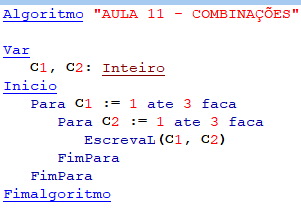 Algoritmo "AULA 11 - COMBINAÇÕES"
Var
C1, C2: Inteiro
Inicio
Para C1 := 1 ate 3 faca
Para C2 := 1 ate 3 faca
EscrevaL(C1, C2)
FimPara
FimPara
Fimalgoritmo